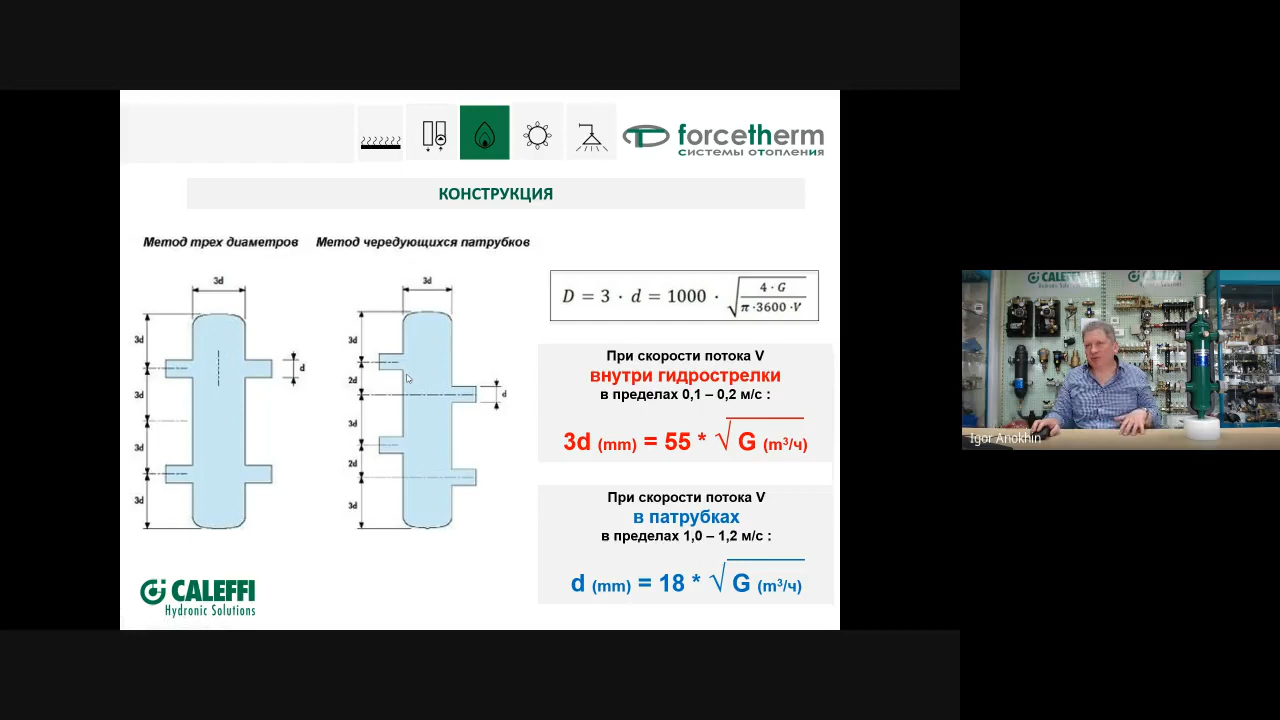 forcetherm
системы отопления
КОНСТРУКЦИЯ
Метод трех диаметров
Метод чередующихся патрубков
3d
3d
3d
3d
3d
d
3d
3d
2d
3d
2d
3d
d
D = 3 · d = 1000 · √ 4 · G / π ·3600 ·V
При скорости потока V
внутри гидрострелки
в пределах 0,1 – 0,2 м/с :
3d (mm) = 55 * √ G (m³/ч)
При скорости потока V
в патрубках
в пределах 1,0 – 1,2 м/с :
d (mm) = 18 * √ G (m³/ч)
CALEFFI
Hydronic Solutions
CALEFFI
CALEFFI
Igor Anokhin